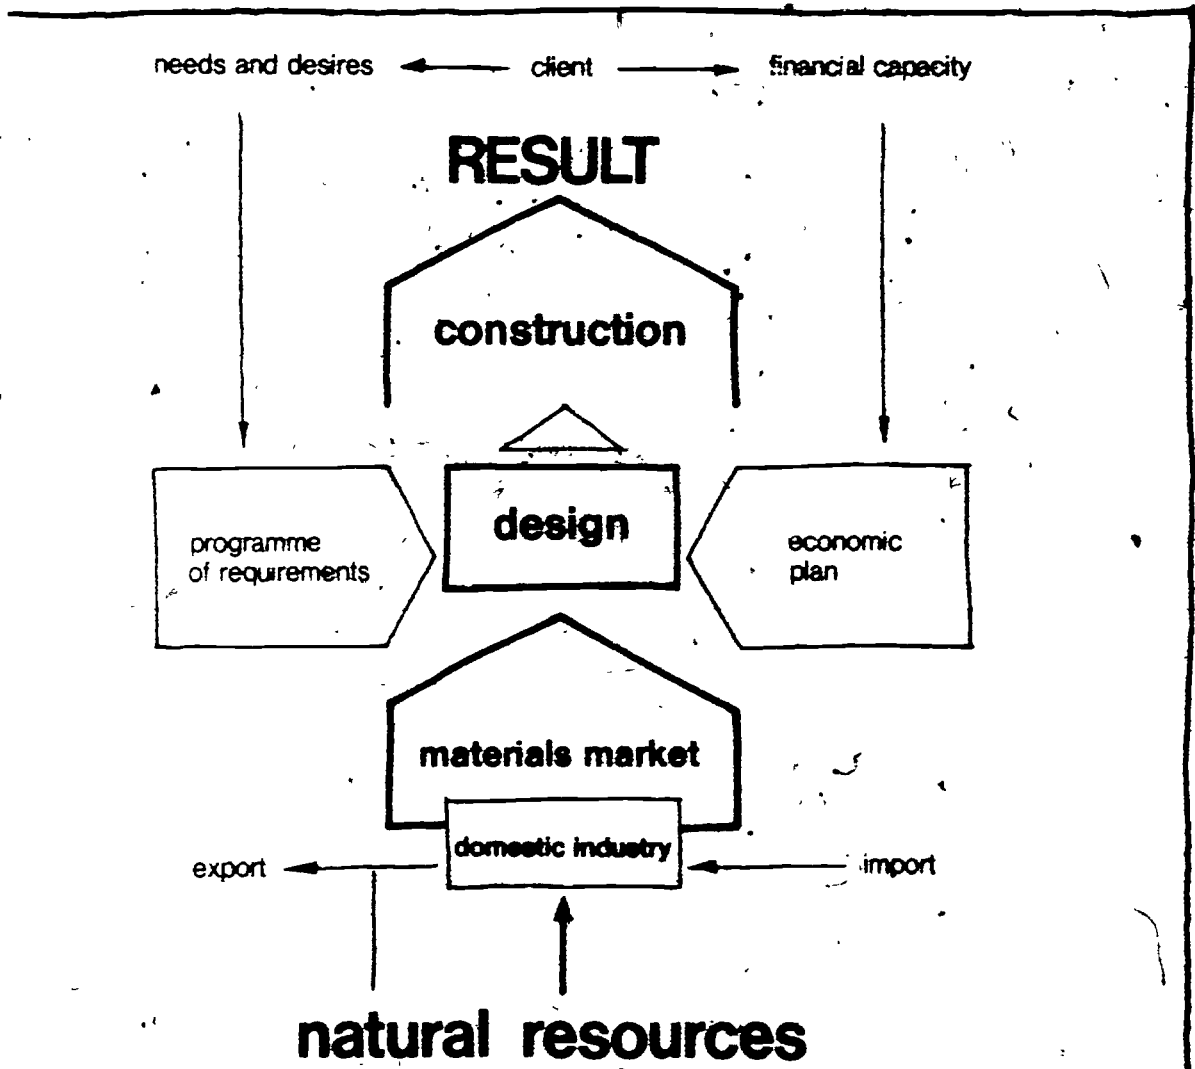 needs and desires client financial capacity
RESULT
construction
design
programme
of requirements
economic
plan
materials market
domestic industry
export
import
natural resources